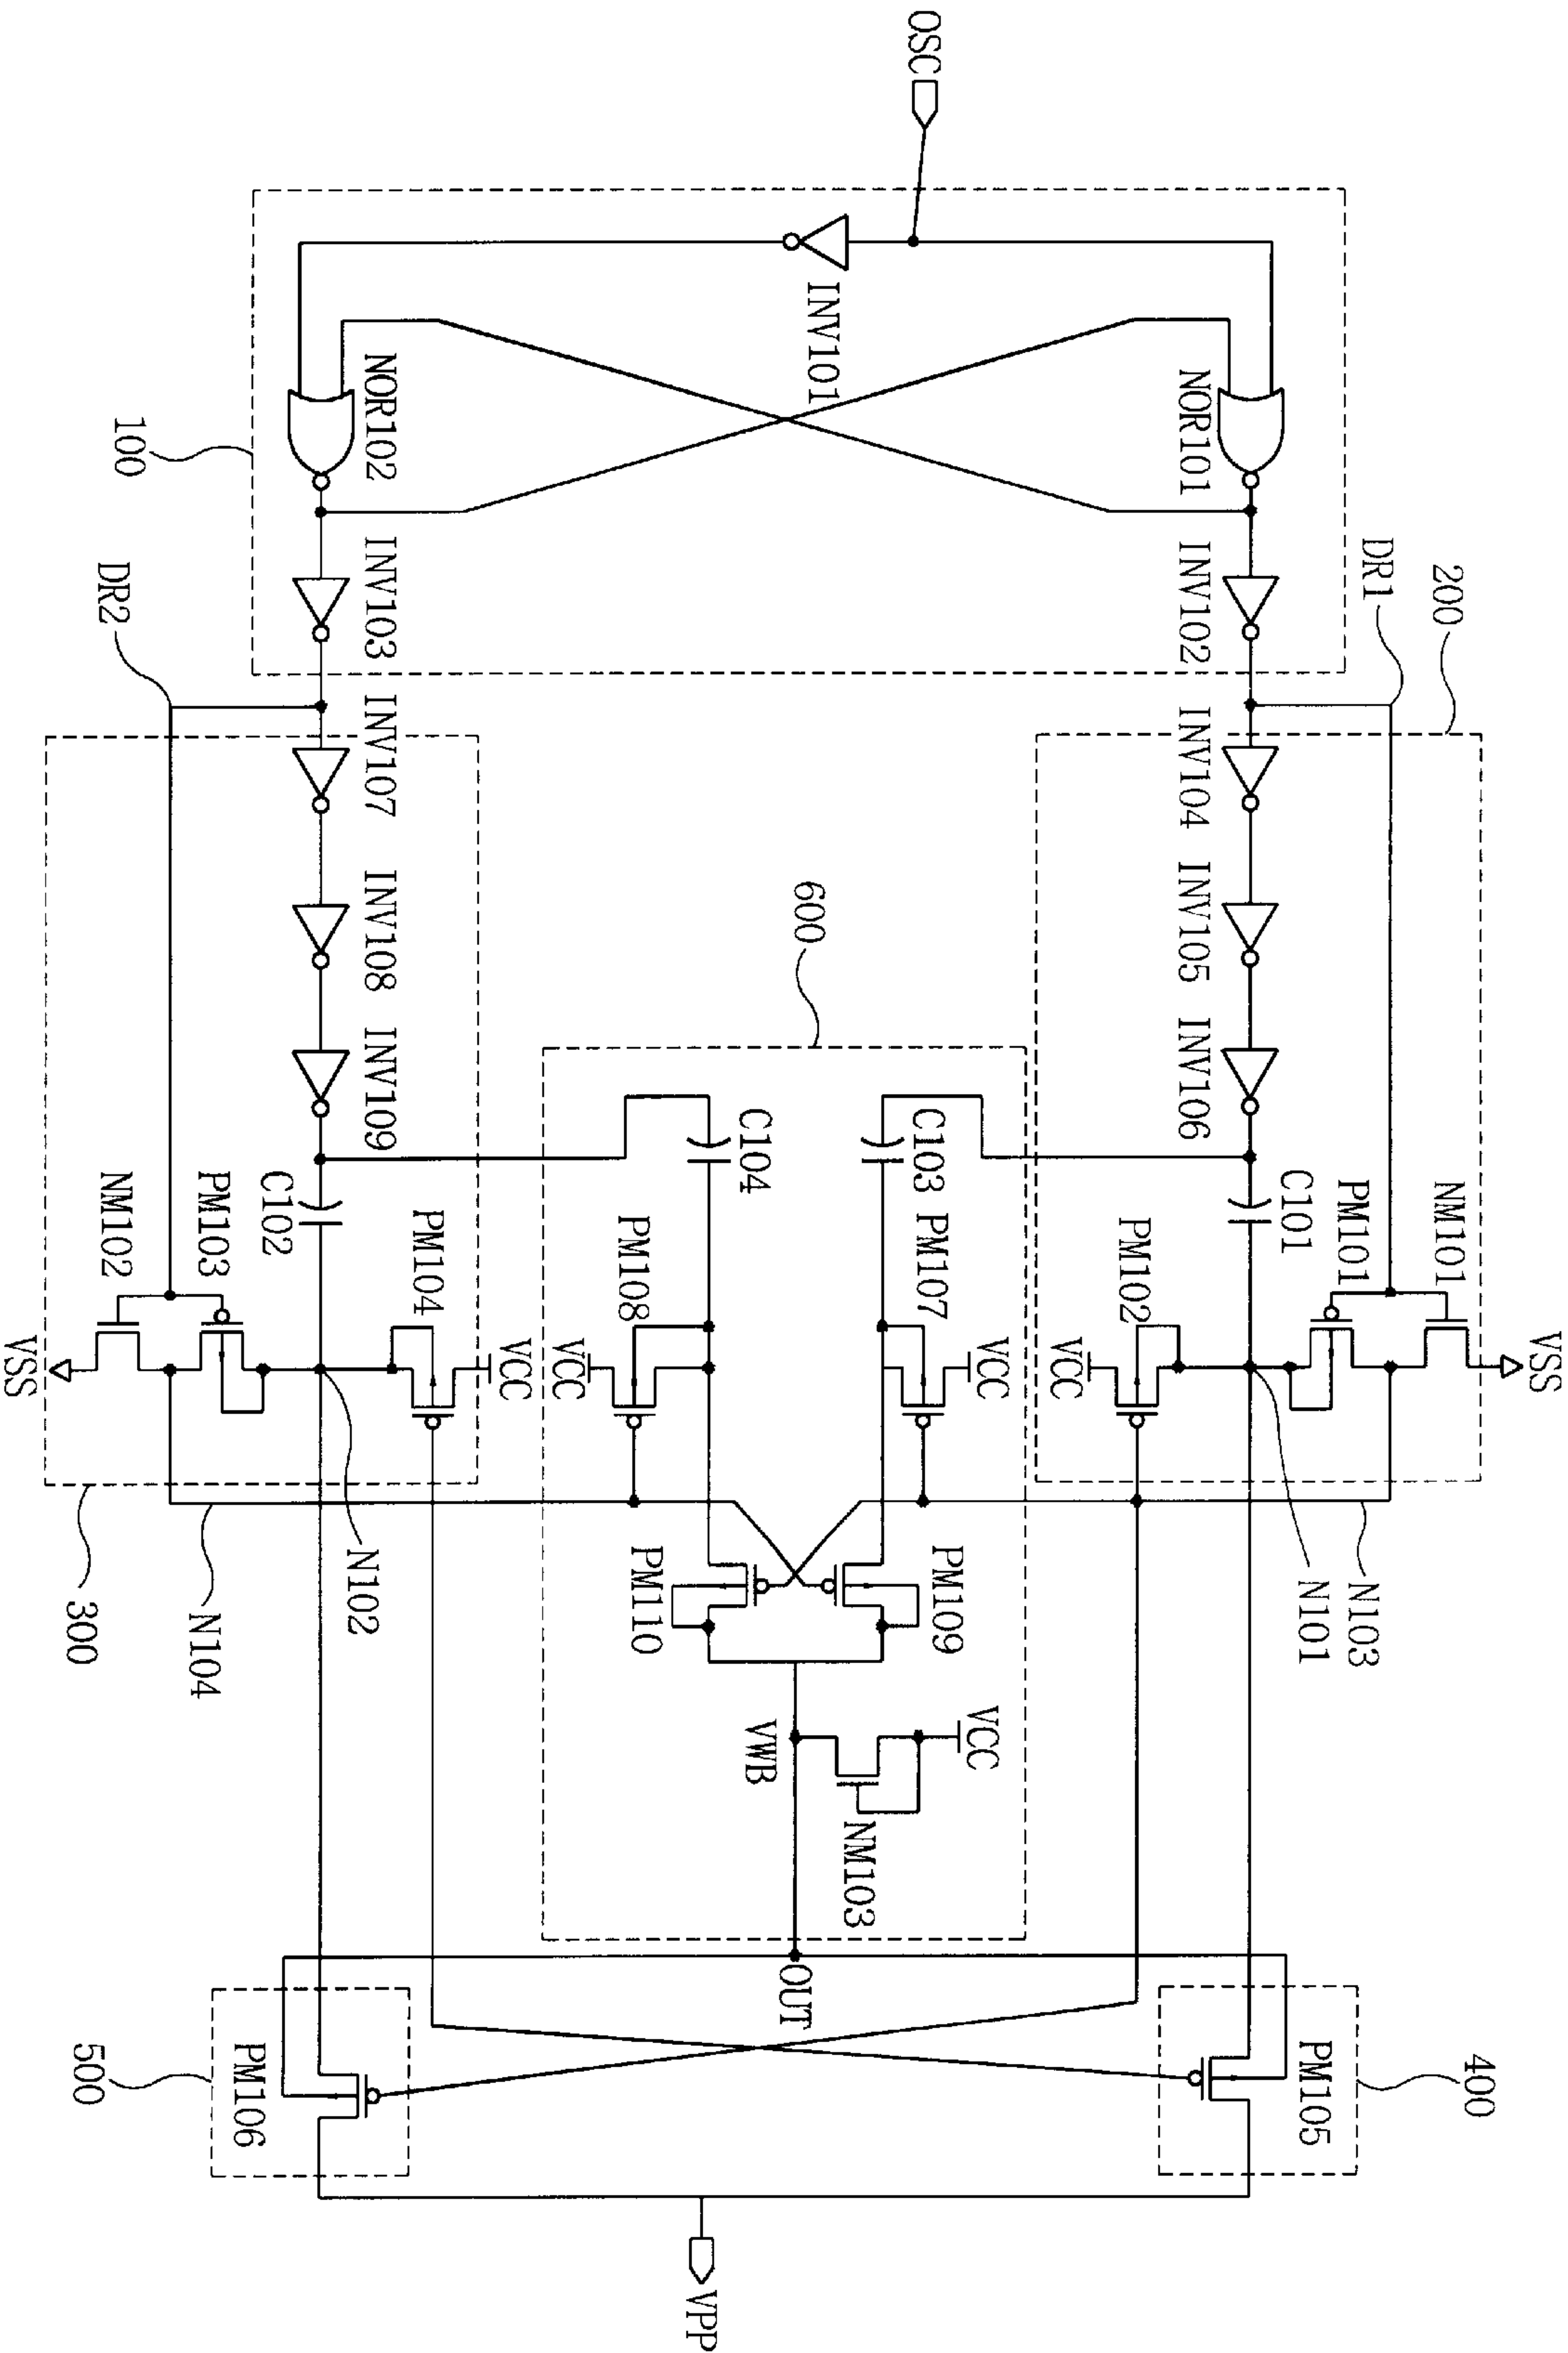 OSC
INV101
NOR101
NOR102
100
INV102
INV103
DR1
DR2
200
INV104
INV105
INV106
C101
PM101
NM101
VSS
PM102
VCC
N101
N103
600
C103
PM107
VCC
C104
PM108
VCC
PM109
PM110
VCC
NM103
VWB
OUT
INV107
INV108
INV109
C102
PM104
VCC
PM103
NM102
VSS
N102
N104
300
400
PM105
500
PM106
VPP